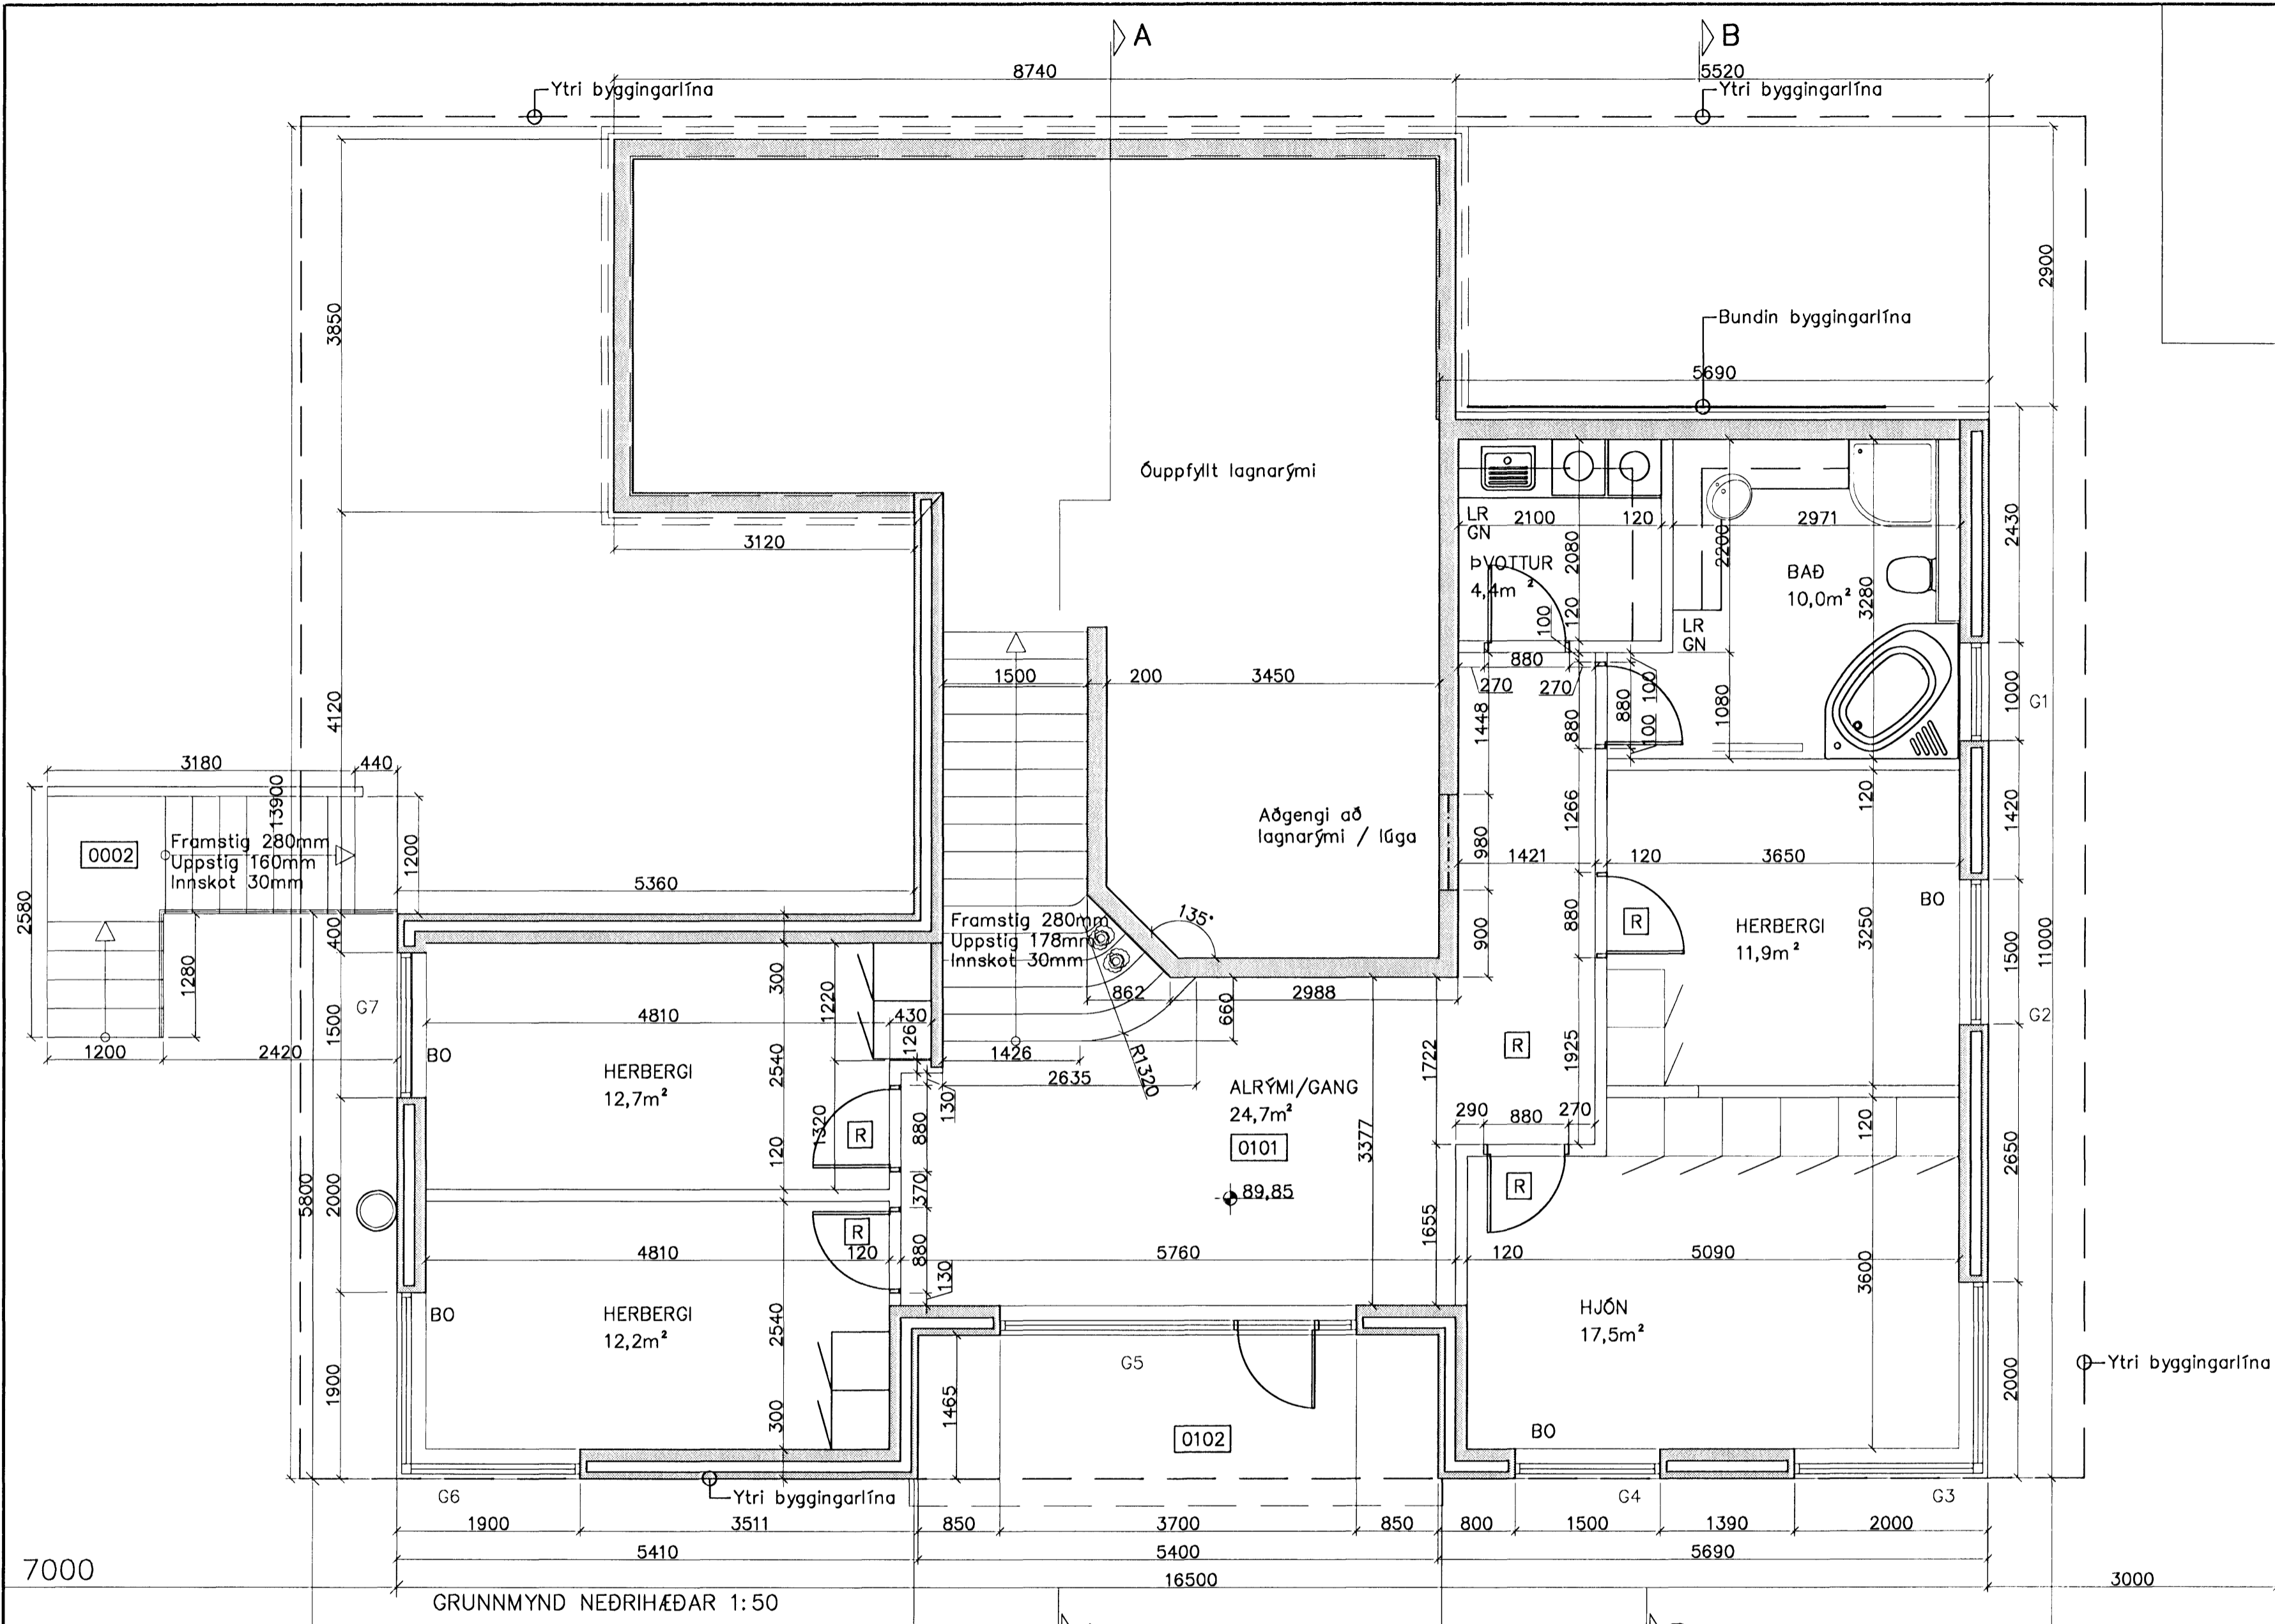 A
B
8740
5520
Ytri byggingarlína
Ytri byggingarlína
2900
3850
Bundin byggingarlína
5690
Óuppfyllt lagnarými
LR
GN
2100
120
2971
2430
3120
2080
2200
ÞVOTTUR
4,4m²
BAÐ
10,0m²
3280
100
120
LR
GN
880
270
270
1500
200
3450
4120
1448
880
880
100
100
1080
1000
G1
3180
440
13900
Framstig 280mm
Uppstig 160mm
Innskot 30mm
0002
1200
2580
5360
Aðgengi að
lagnarými / lúga
980
1266
120
1420
1421
120
3650
BO
400
1280
Framstig 280mm
Uppstig 178mm
Innskot 30mm
135°
900
880
R
HERBERGI
11,9m²
3250
1500
11000
G7
1500
300
1220
4810
430
126
862
2988
660
G2
1200
2420
BO
HERBERGI
12,7m²
2540
1426
2635
R1320
1722
R
1925
130
1320
880
R
ALRÝMI/GANG
24,7m²
0101
290
880
270
120
2650
3377
120
5800
2000
370
89,85
R
R
1655
4810
120
880
130
5760
120
5090
3600
BO
HERBERGI
12,2m²
2540
HJÓN
17,5m²
G5
Ytri byggingarlína
1900
1465
2000
300
0102
BO
G6
Ytri byggingarlína
G4
G3
1900
3511
850
3700
850
800
1500
1390
2000
5410
5400
5690
7000
16500
3000
GRUNNMYND NEÐRIHÆÐAR 1:50